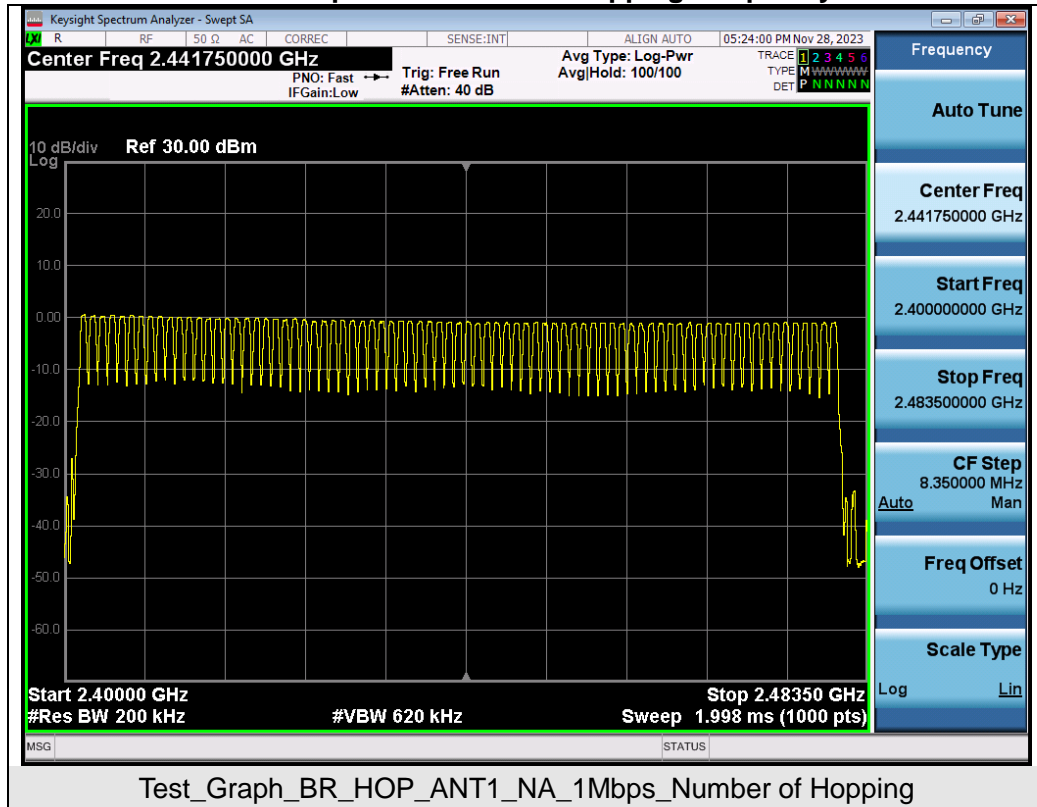 Keysight Spectrum Analyzer - Swept SA
LXI R RF 50 Ω AC CORREC SENSE:INT ALIGN AUTO 05:24:00 PM Nov 28, 2023
Center Freq 2.441750000 GHz
PNO: Fast
IFGain:Low
Trig: Free Run
#Atten: 40 dB
Avg Type: Log-Pwr
Avg|Hold: 100/100
TRACE 1 2 3 4 5 6
TYPE M WWWWW
DET P N N N N N
10 dB/div Ref 30.00 dBm
Log
20.0
10.0
0.00
-10.0
-20.0
-30.0
-40.0
-50.0
-60.0
Start 2.40000 GHz Stop 2.48350 GHz
#Res BW 200 kHz #VBW 620 kHz Sweep 1.998 ms (1000 pts)
MSG STATUS
Frequency
Auto Tune
Center Freq
2.441750000 GHz
Start Freq
2.400000000 GHz
Stop Freq
2.483500000 GHz
CF Step
8.350000 MHz
Auto Man
Freq Offset
0 Hz
Scale Type
Log Lin
Test_Graph_BR_HOP_ANT1_NA_1Mbps_Number of Hopping